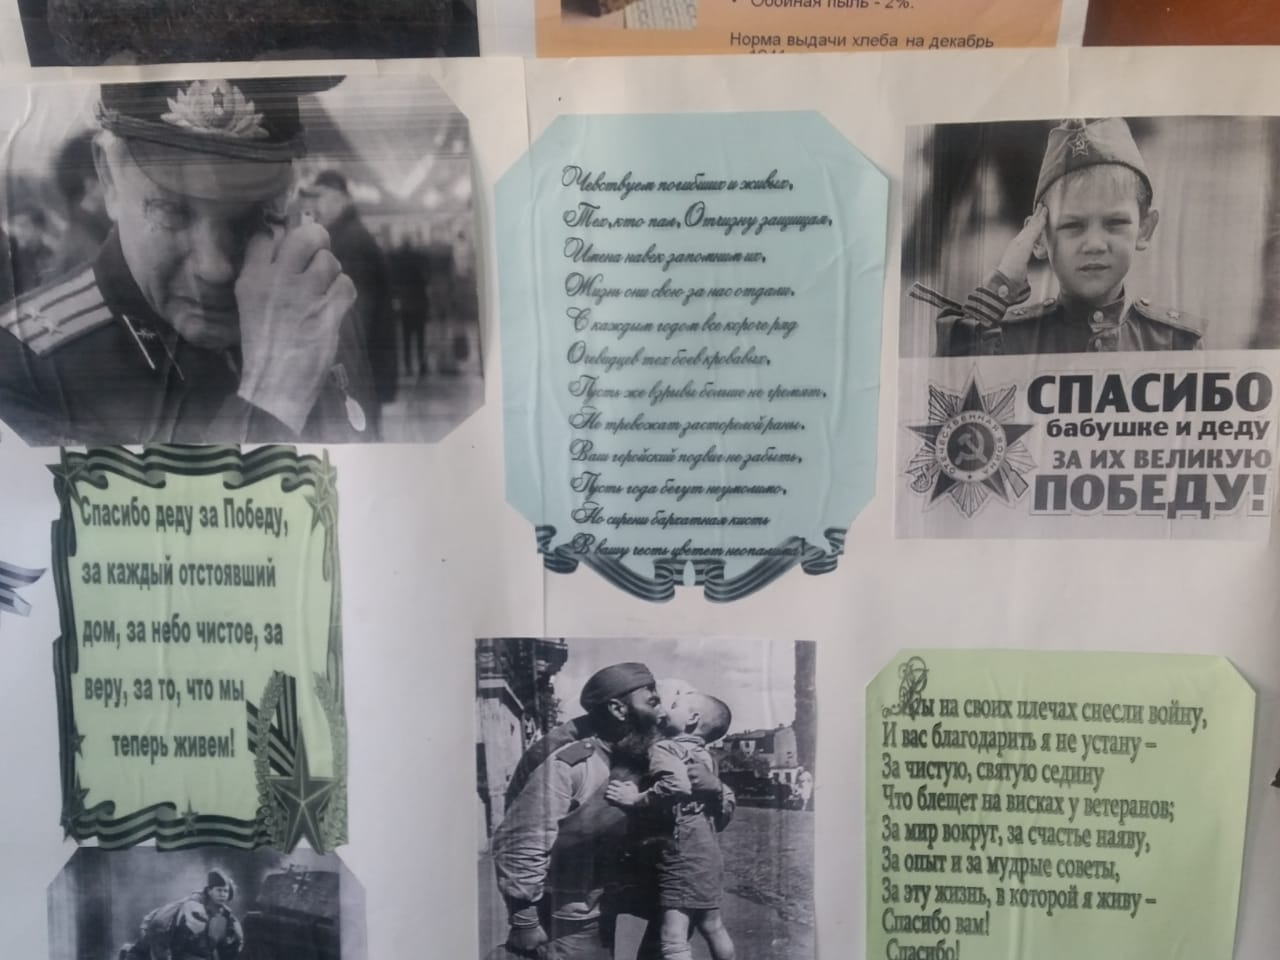 Обойная пыль - 2%.
Норма выдачи хлеба на декабрь
Чевствуем погибших и живых,
Тех, кто пал, Отчизну защищая,
Имена навек запомним их,
Жизнь они свою за нас отдали.
С каждым годом все короче ряд
Очевидцев тех боев кровавых,
Пусть же взрывы больше не гремят,
Не тревожат застарелой раны.
Ваш геройский подвиг не забыть,
Пусть года бегут неумолимо,
Но сирени бархатная кисть
В вашу честь цветет неопалимо!
СПАСИБО
бабушке и деду
ЗА ИХ ВЕЛИКУЮ
ПОБЕДУ!
ОТЕЧЕСТВЕННАЯ ВОЙНА
Спасибо деду за Победу,
за каждый отстоявший
дом, за небо чистое, за
веру, за то, что мы
теперь живем!
Вы на своих плечах снесли войну,
И вас благодарить я не устану –
За чистую, святую седину
Что блещет на висках у ветеранов;
За мир вокруг, за счастье наяву,
За опыт и за мудрые советы,
За эту жизнь, в которой я живу –
Спасибо вам!
Спасибо!